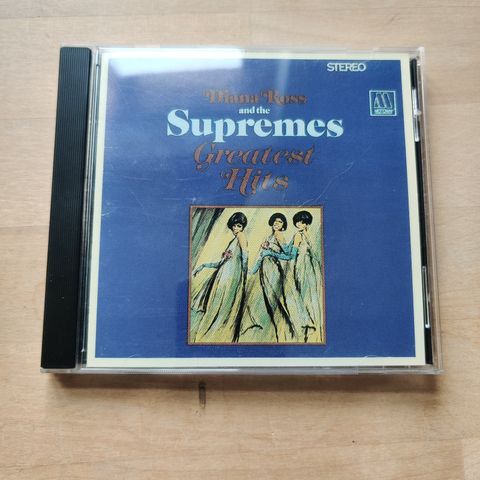 STEREO
Diana Ross
and the
Supremes
Greatest
Hits